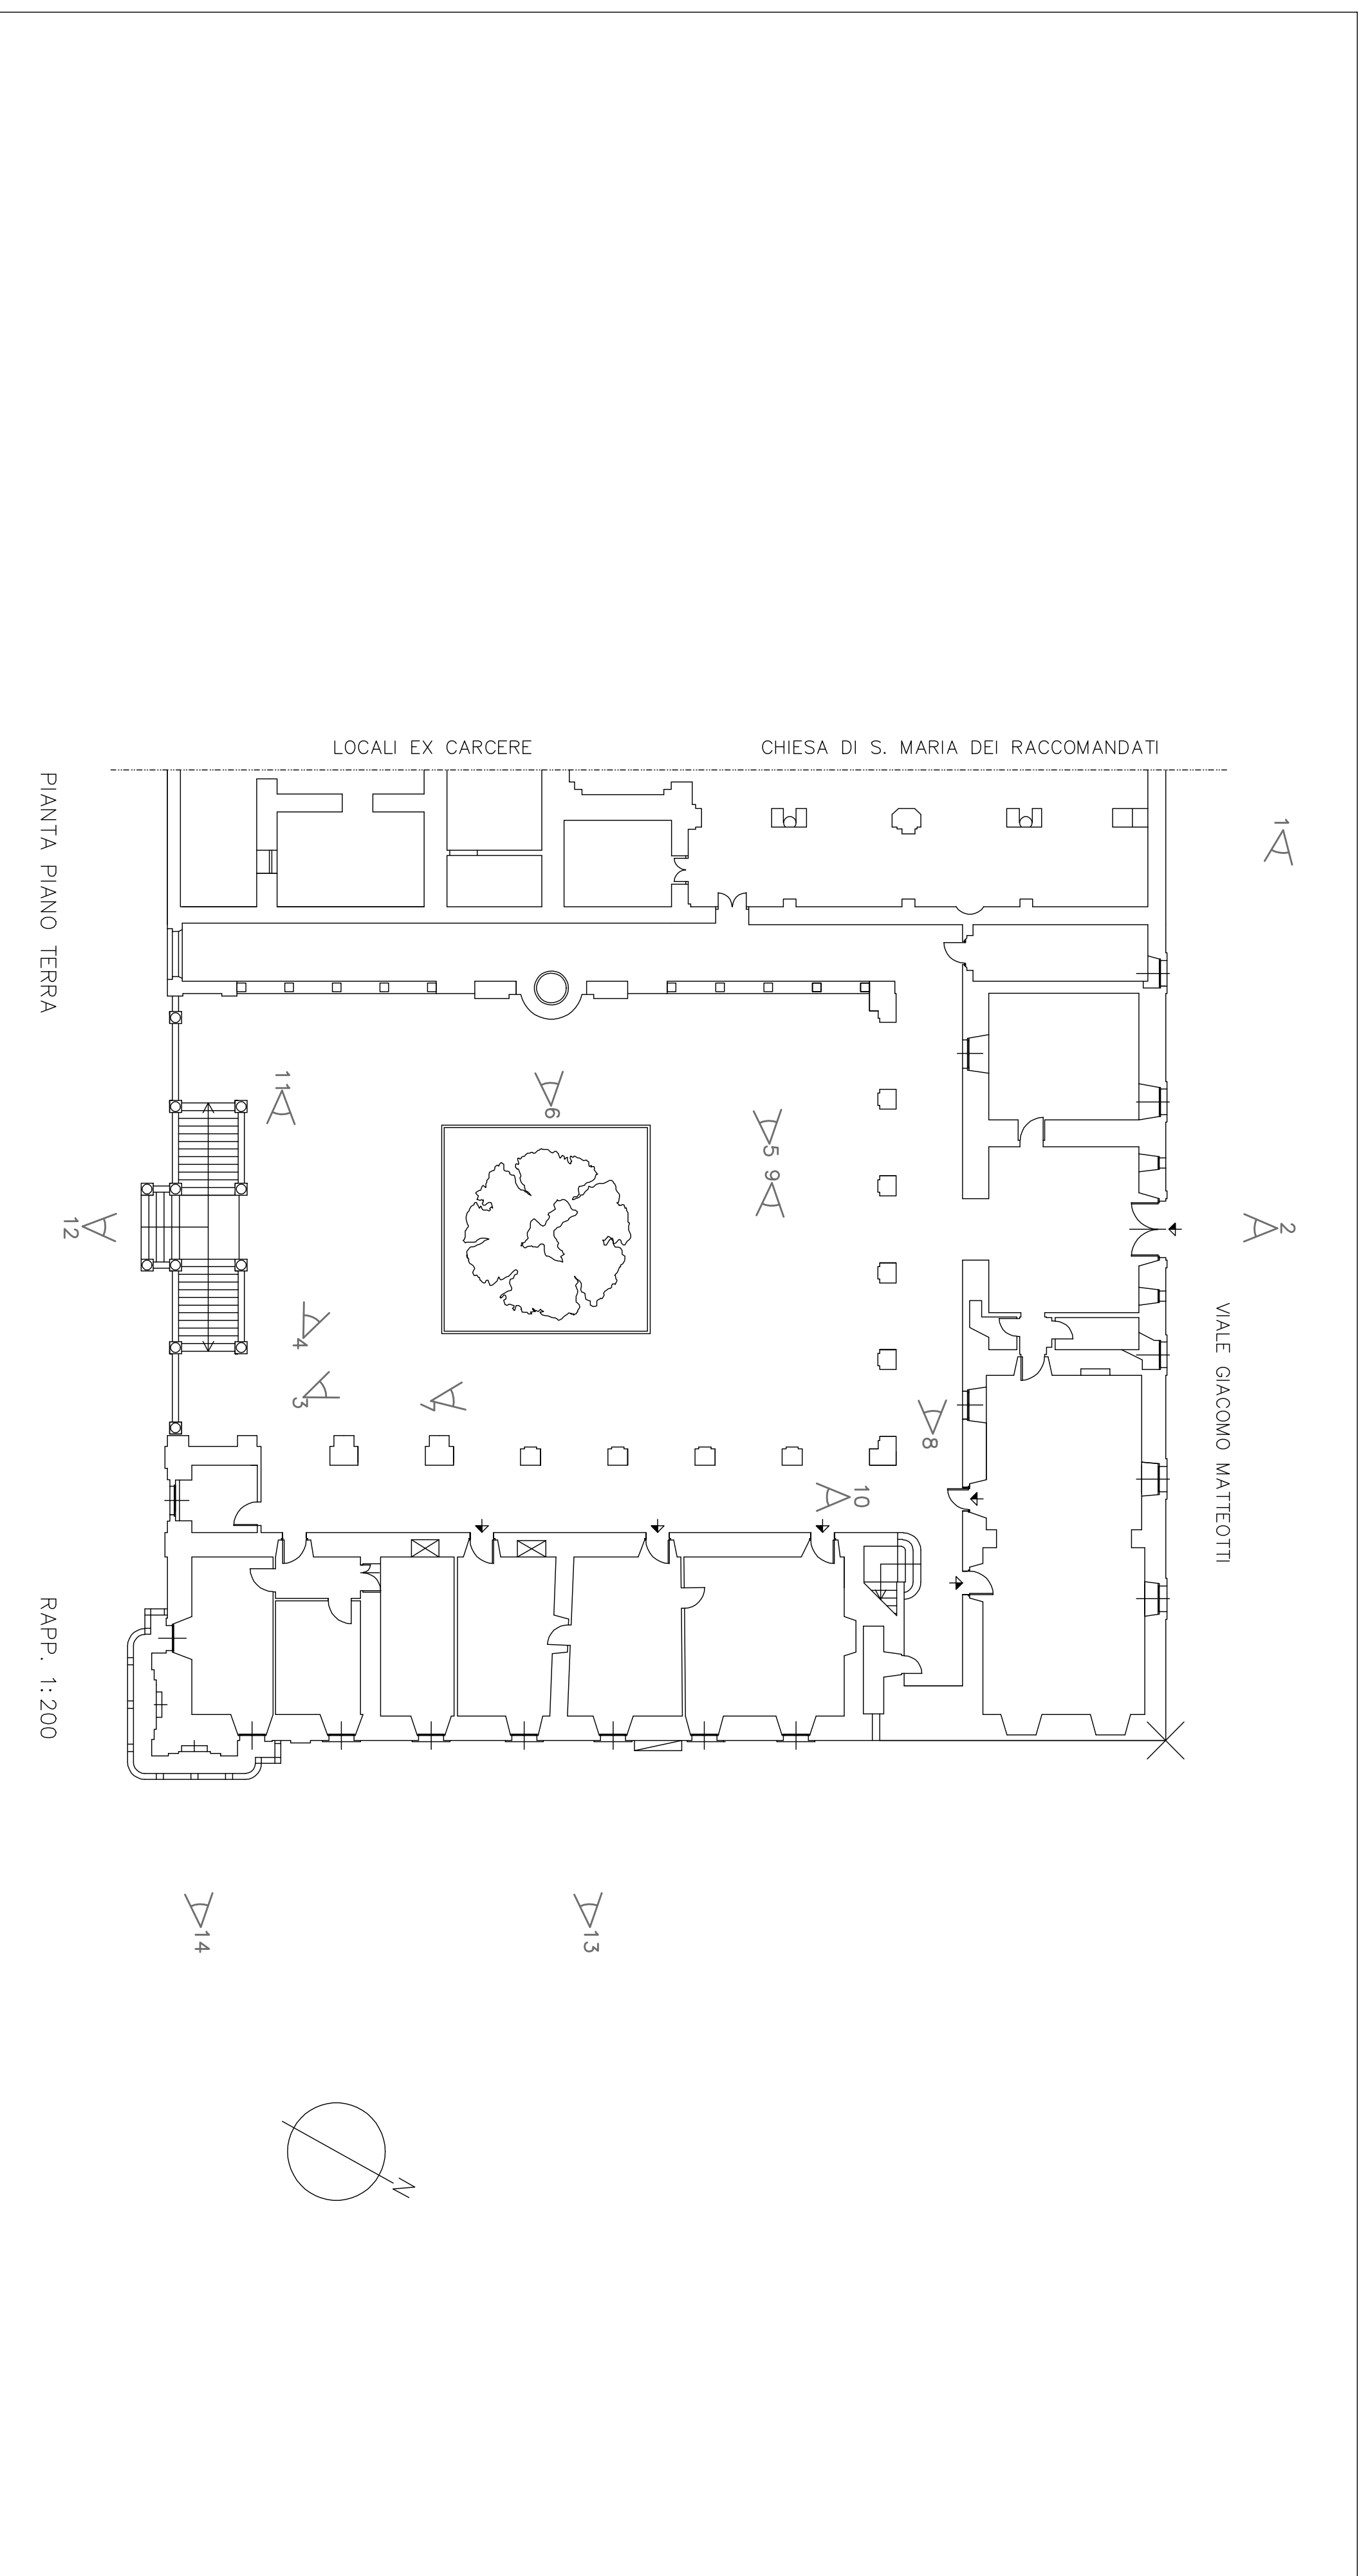 LOCALI EX CARCERE
CHIESA DI S. MARIA DEI RACCOMANDATI
PIANTA PIANO TERRA
RAPP. 1:200
VIALE GIACOMO MATTEOTTI
1
2
3
4
5
6
7
8
9
10
11
12
13
14
N